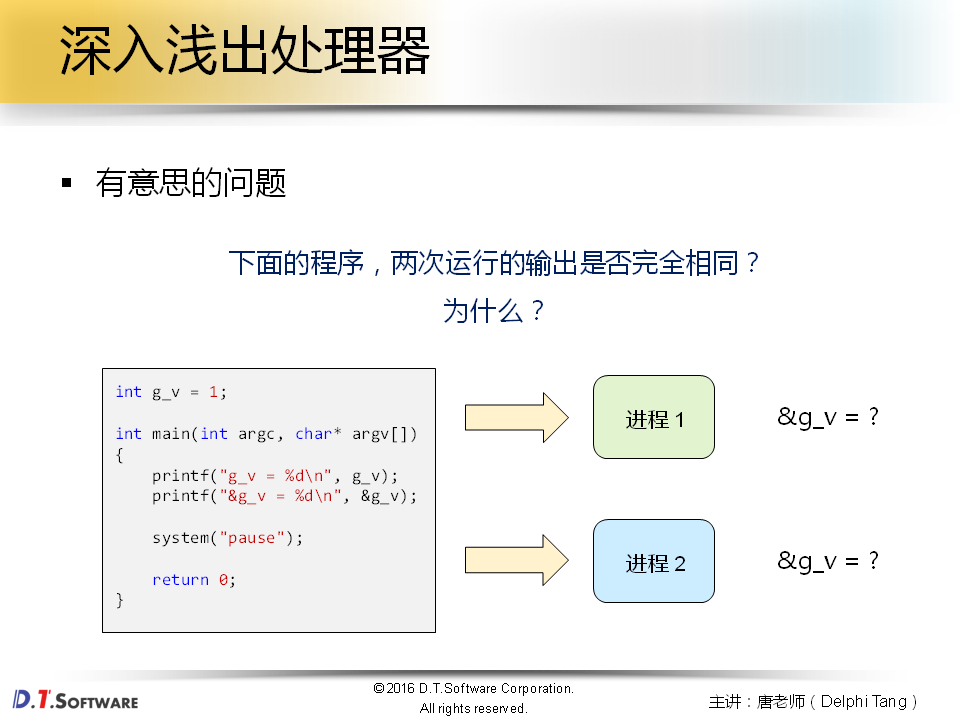 深入浅出处理器
▪ 有意思的问题
下面的程序，两次运行的输出是否完全相同？
为什么？
int g_v = 1;
int main(int argc, char* argv[])
{
printf("g_v = %d\n", g_v);
printf("&g_v = %d\n", &g_v);
system("pause");
return 0;
}
进程 1
&g_v = ?
进程 2
&g_v = ?
D.T.SOFTWARE
©2016 D.T.Software Corporation.
All rights reserved.
主讲：唐老师（Delphi Tang）